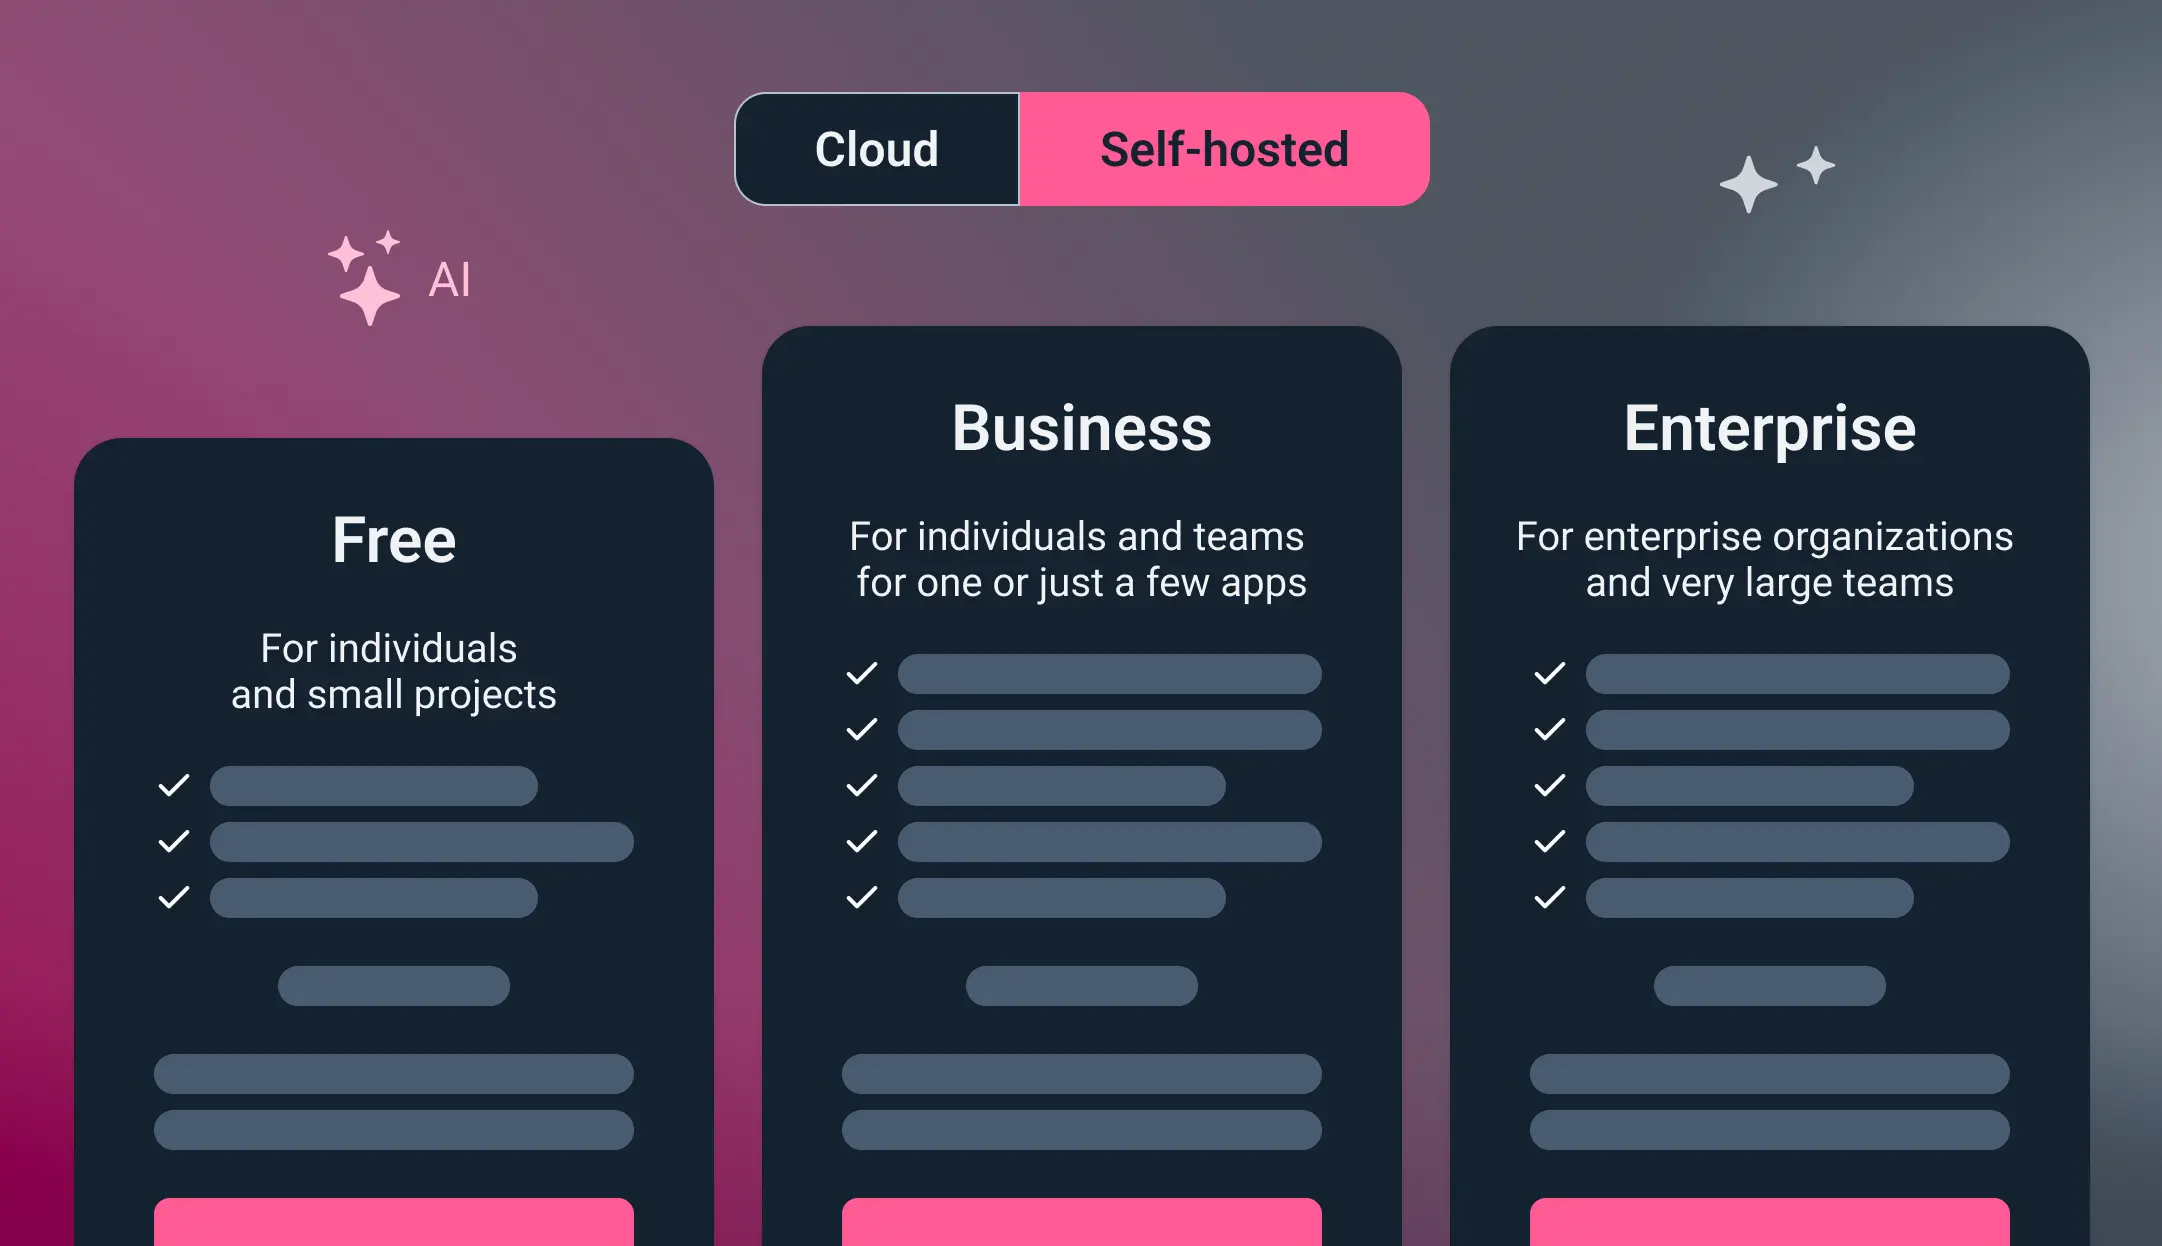 Cloud
Self-hosted
AI
Free
For individuals
and small projects
Business
For individuals and teams
for one or just a few apps
Enterprise
For enterprise organizations
and very large teams